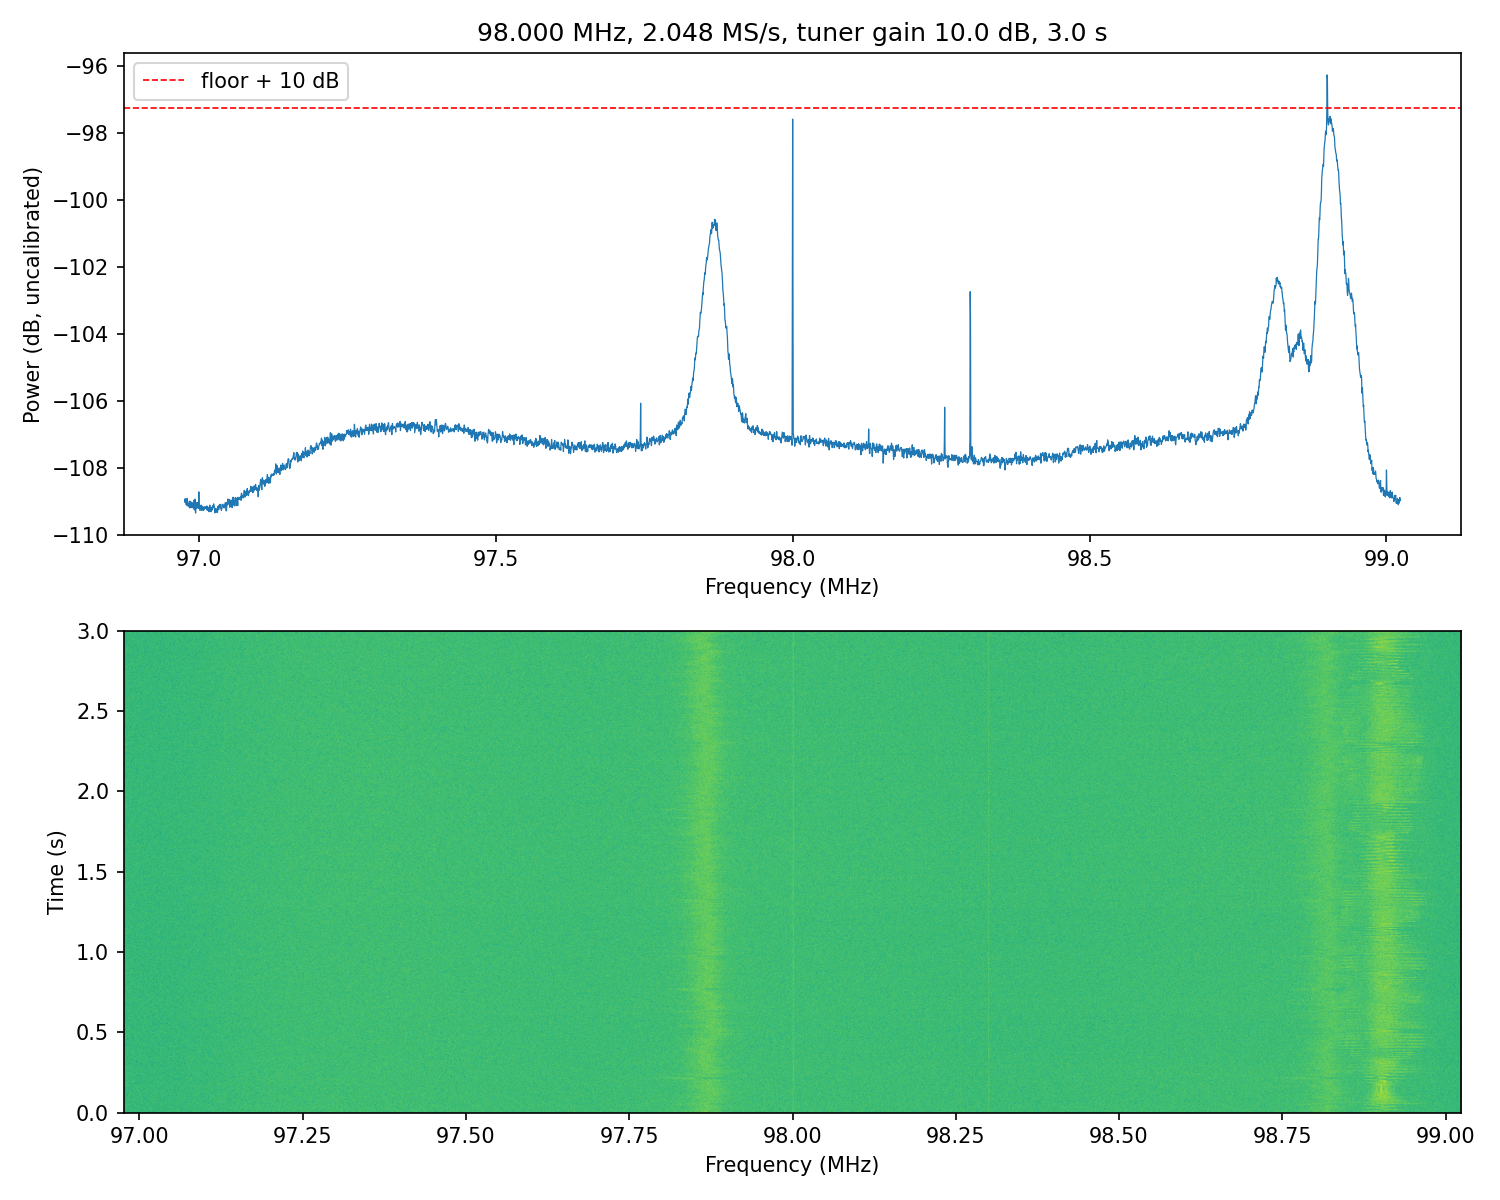 98.000 MHz, 2.048 MS/s, tuner gain 10.0 dB, 3.0 s
floor + 10 dB
−96
−98
−100
−102
−104
−106
−108
−110
Power (dB, uncalibrated)
97.0 97.5 98.0 98.5 99.0
Frequency (MHz)
3.0
2.5
2.0
1.5
1.0
0.5
0.0
Time (s)
97.00 97.25 97.50 97.75 98.00 98.25 98.50 98.75 99.00
Frequency (MHz)